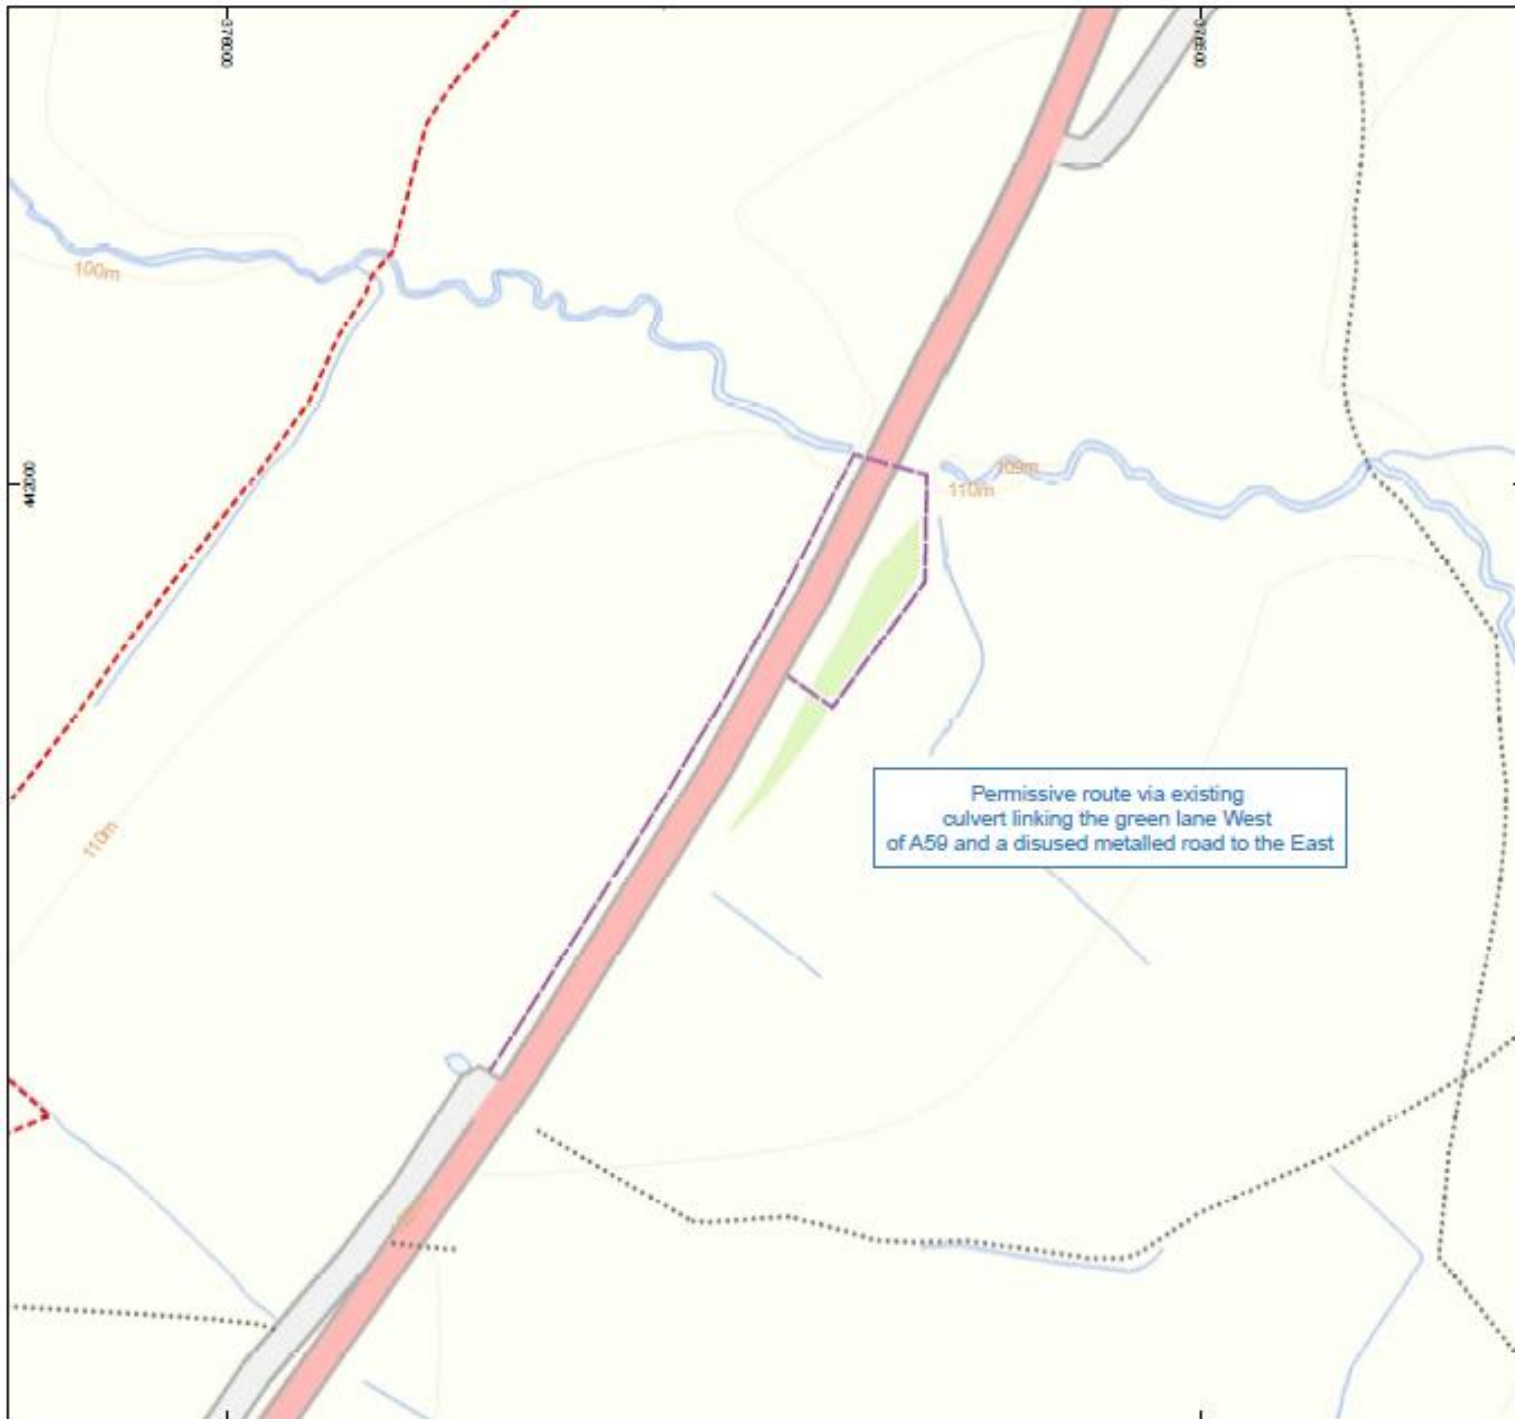 378000
378500
100m
442000
109m
110m
Permissive route via existing
culvert linking the green lane West
of A59 and a disused metalled road to the East
110m